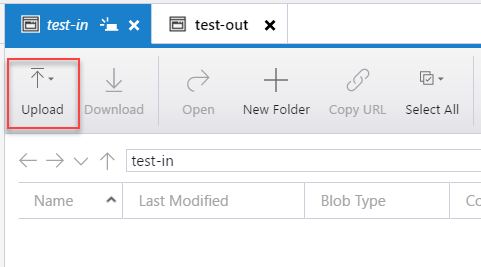 test-in test-out
Upload Download Open New Folder Copy URL Select All
test-in
Name Last Modified Blob Type